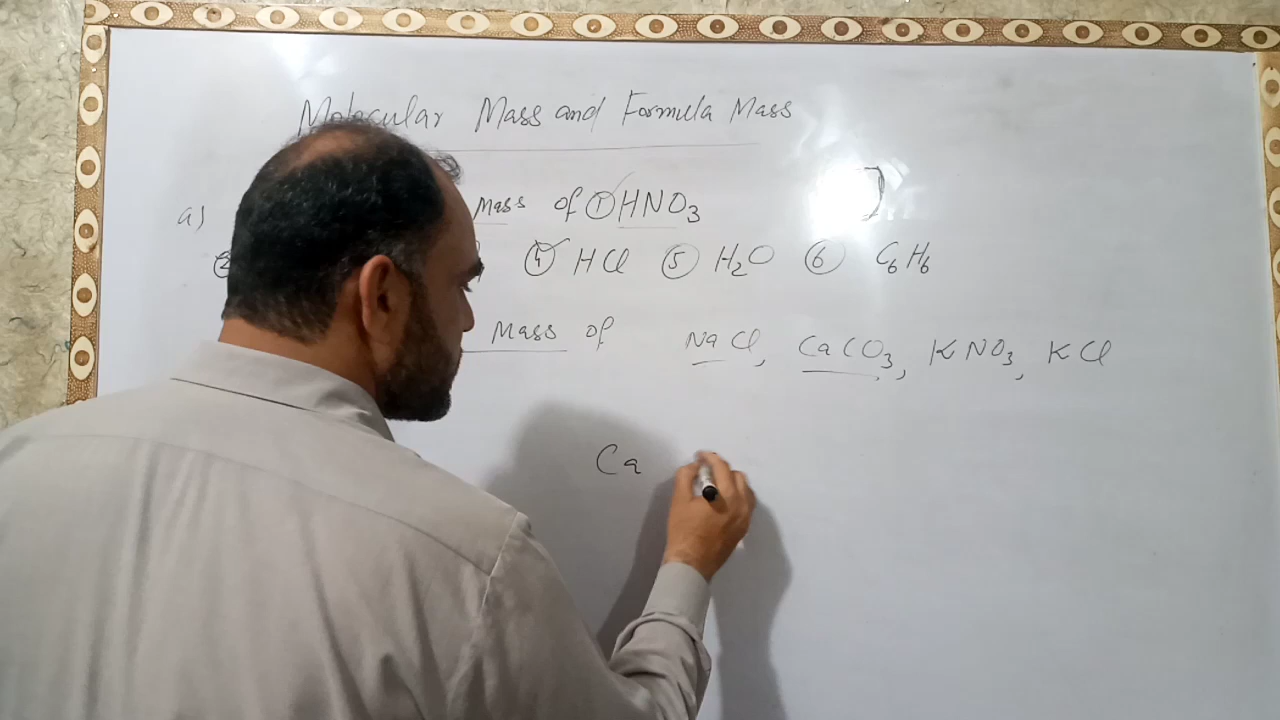 Molecular Mass and Formula Mass
a) Mass of ① HNO₃
② ④ HCl ⑤ H₂O ⑥ C₆H₆
Mass of NaCl, CaCO₃, KNO₃, KCl
Ca